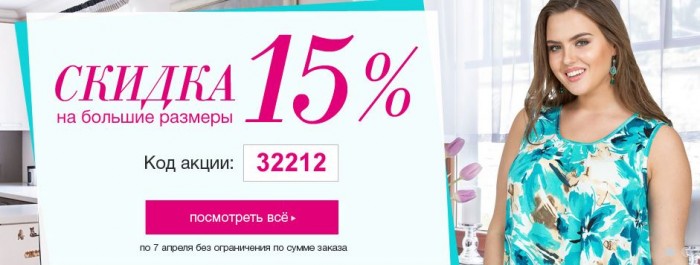 СКИДКА 15%
на большие размеры
Код акции: 32212
посмотреть всё
по 7 апреля без ограничения по сумме заказа